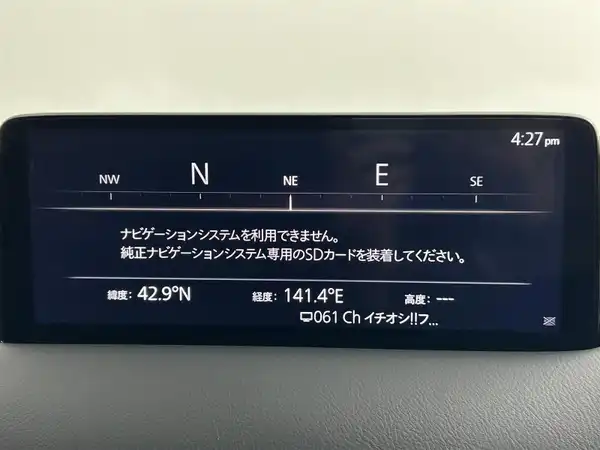 4:27pm
NW N NE E SE
ナビゲーションシステムを利用できません。
純正ナビゲーションシステム専用のSDカードを装着してください。
緯度: 42.9°N 経度: 141.4°E 高度: ---
061 Ch イチオシ!!フ...